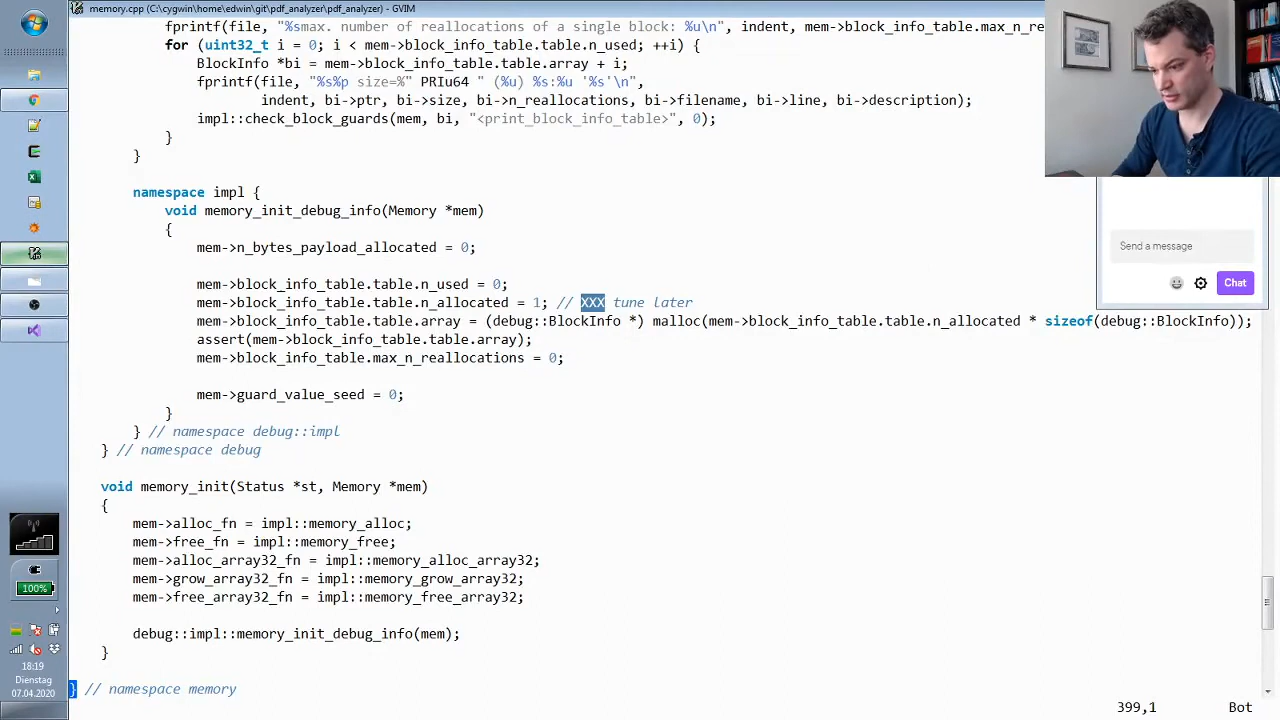 memory.cpp (C:\cygwin\home\edwin\git\pdf_analyzer\pdf_analyzer) - GVIM
fprintf(file, "%smax. number of reallocations of a single block: %u\n", indent, mem->block_info_table.max_n_re
for (uint32_t i = 0; i < mem->block_info_table.table.n_used; ++i) {
BlockInfo *bi = mem->block_info_table.table.array + i;
fprintf(file, "%s%p size=%" PRIu64 " (%u) %s:%u '%s'\n",
indent, bi->ptr, bi->size, bi->n_reallocations, bi->filename, bi->line, bi->description);
impl::check_block_guards(mem, bi, "<print_block_info_table>", 0);
}
}
namespace impl {
void memory_init_debug_info(Memory *mem)
{
mem->n_bytes_payload_allocated = 0;
mem->block_info_table.table.n_used = 0;
mem->block_info_table.table.n_allocated = 1; // XXX tune later
mem->block_info_table.table.array = (debug::BlockInfo *) malloc(mem->block_info_table.table.n_allocated * sizeof(debug::BlockInfo));
assert(mem->block_info_table.table.array);
mem->block_info_table.max_n_reallocations = 0;
mem->guard_value_seed = 0;
}
} // namespace debug::impl
} // namespace debug
void memory_init(Status *st, Memory *mem)
{
mem->alloc_fn = impl::memory_alloc;
mem->free_fn = impl::memory_free;
mem->alloc_array32_fn = impl::memory_alloc_array32;
mem->grow_array32_fn = impl::memory_grow_array32;
mem->free_array32_fn = impl::memory_free_array32;
debug::impl::memory_init_debug_info(mem);
}
} // namespace memory
399,1 Bot
Send a message
Chat
100%
18:19
Dienstag
07.04.2020